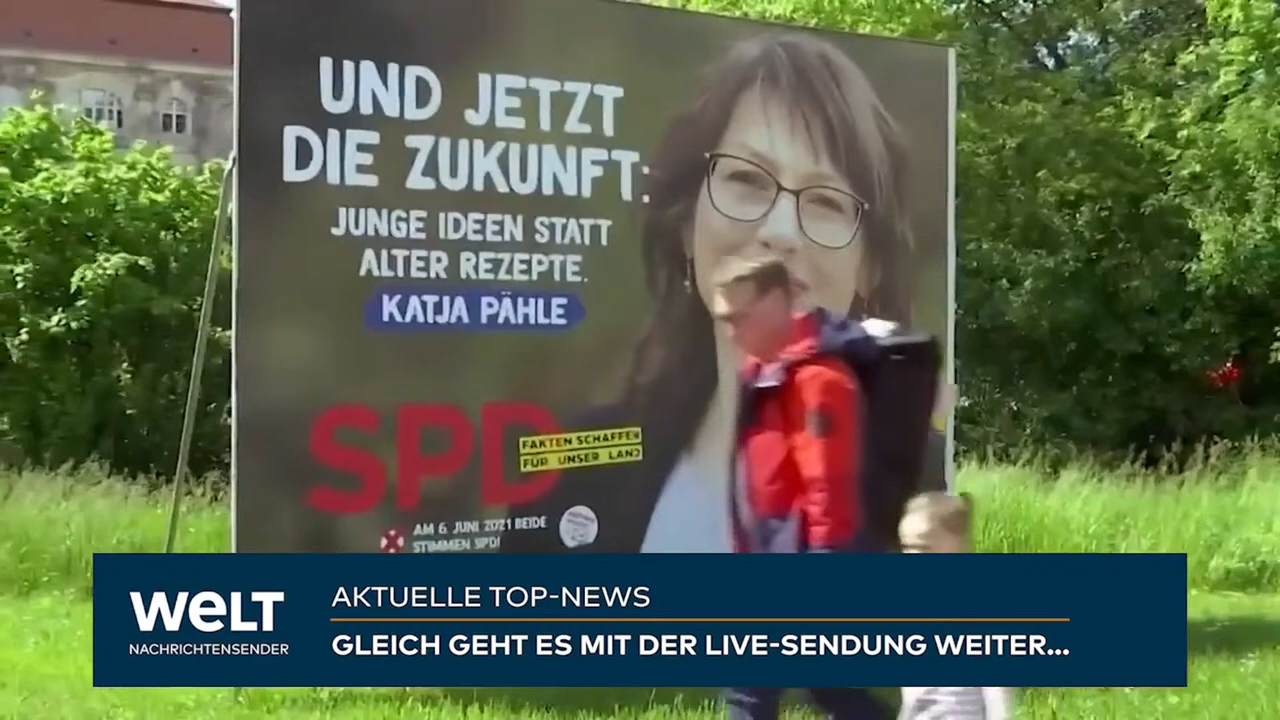 UND JETZT
DIE ZUKUNFT:
JUNGE IDEEN STATT
ALTER REZEPTE.
KATJA PÄHLE
SPD
FAKTEN SCHAFFEN
FÜR UNSER LAND
AM 6. JUNI 2021 BEIDE
STIMMEN SPD!
WELT
NACHRICHTENSENDER
AKTUELLE TOP-NEWS
GLEICH GEHT ES MIT DER LIVE-SENDUNG WEITER...